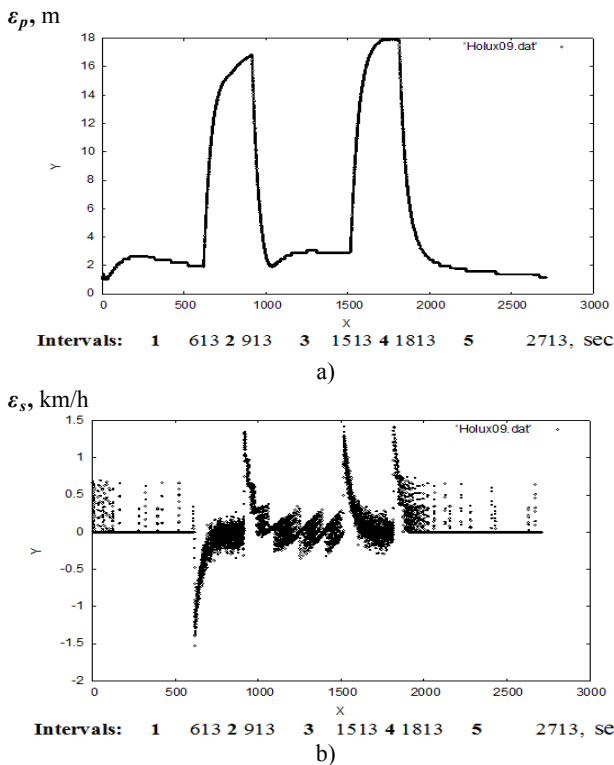 εp, m
18
'Holux09.dat'
16
14
12
10
Y
8
6
4
2
0
0 500 1000 1500 2000 2500 3000
X
Intervals: 1 613 2 913 3 1513 4 1813 5 2713, sec
a)
εs, km/h
1.5
'Holux09.dat'
1
0.5
0
Y
-0.5
-1
-1.5
-2
0 500 1000 1500 2000 2500 3000
X
Intervals: 1 613 2 913 3 1513 4 1813 5 2713, se
b)